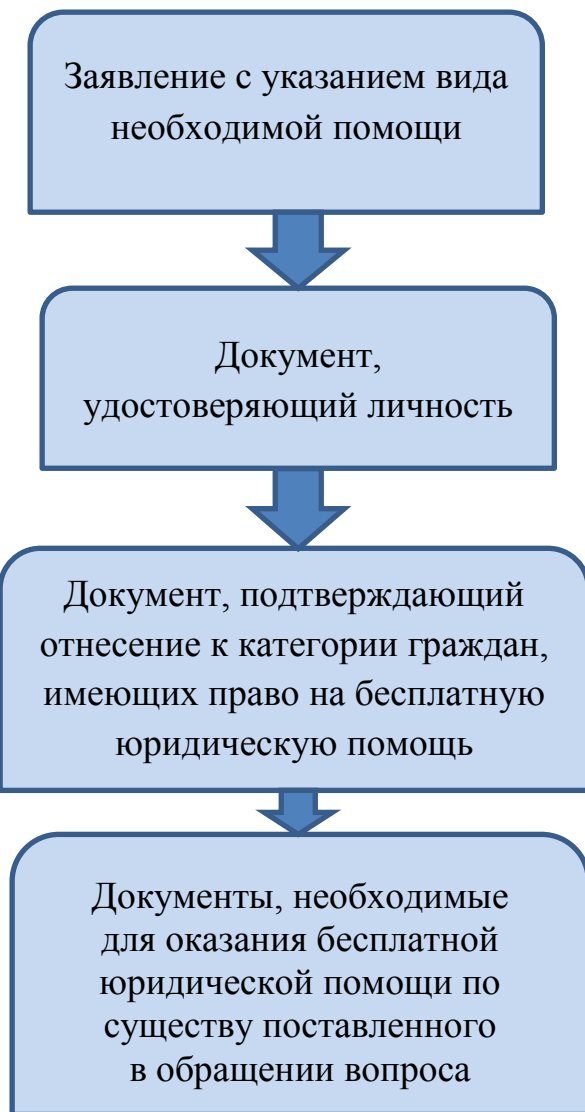 Заявление с указанием вида
необходимой помощи
Документ,
удостоверяющий личность
Документ, подтверждающий
отнесение к категории граждан,
имеющих право на бесплатную
юридическую помощь
Документы, необходимые
для оказания бесплатной
юридической помощи по
существу поставленного
в обращении вопроса